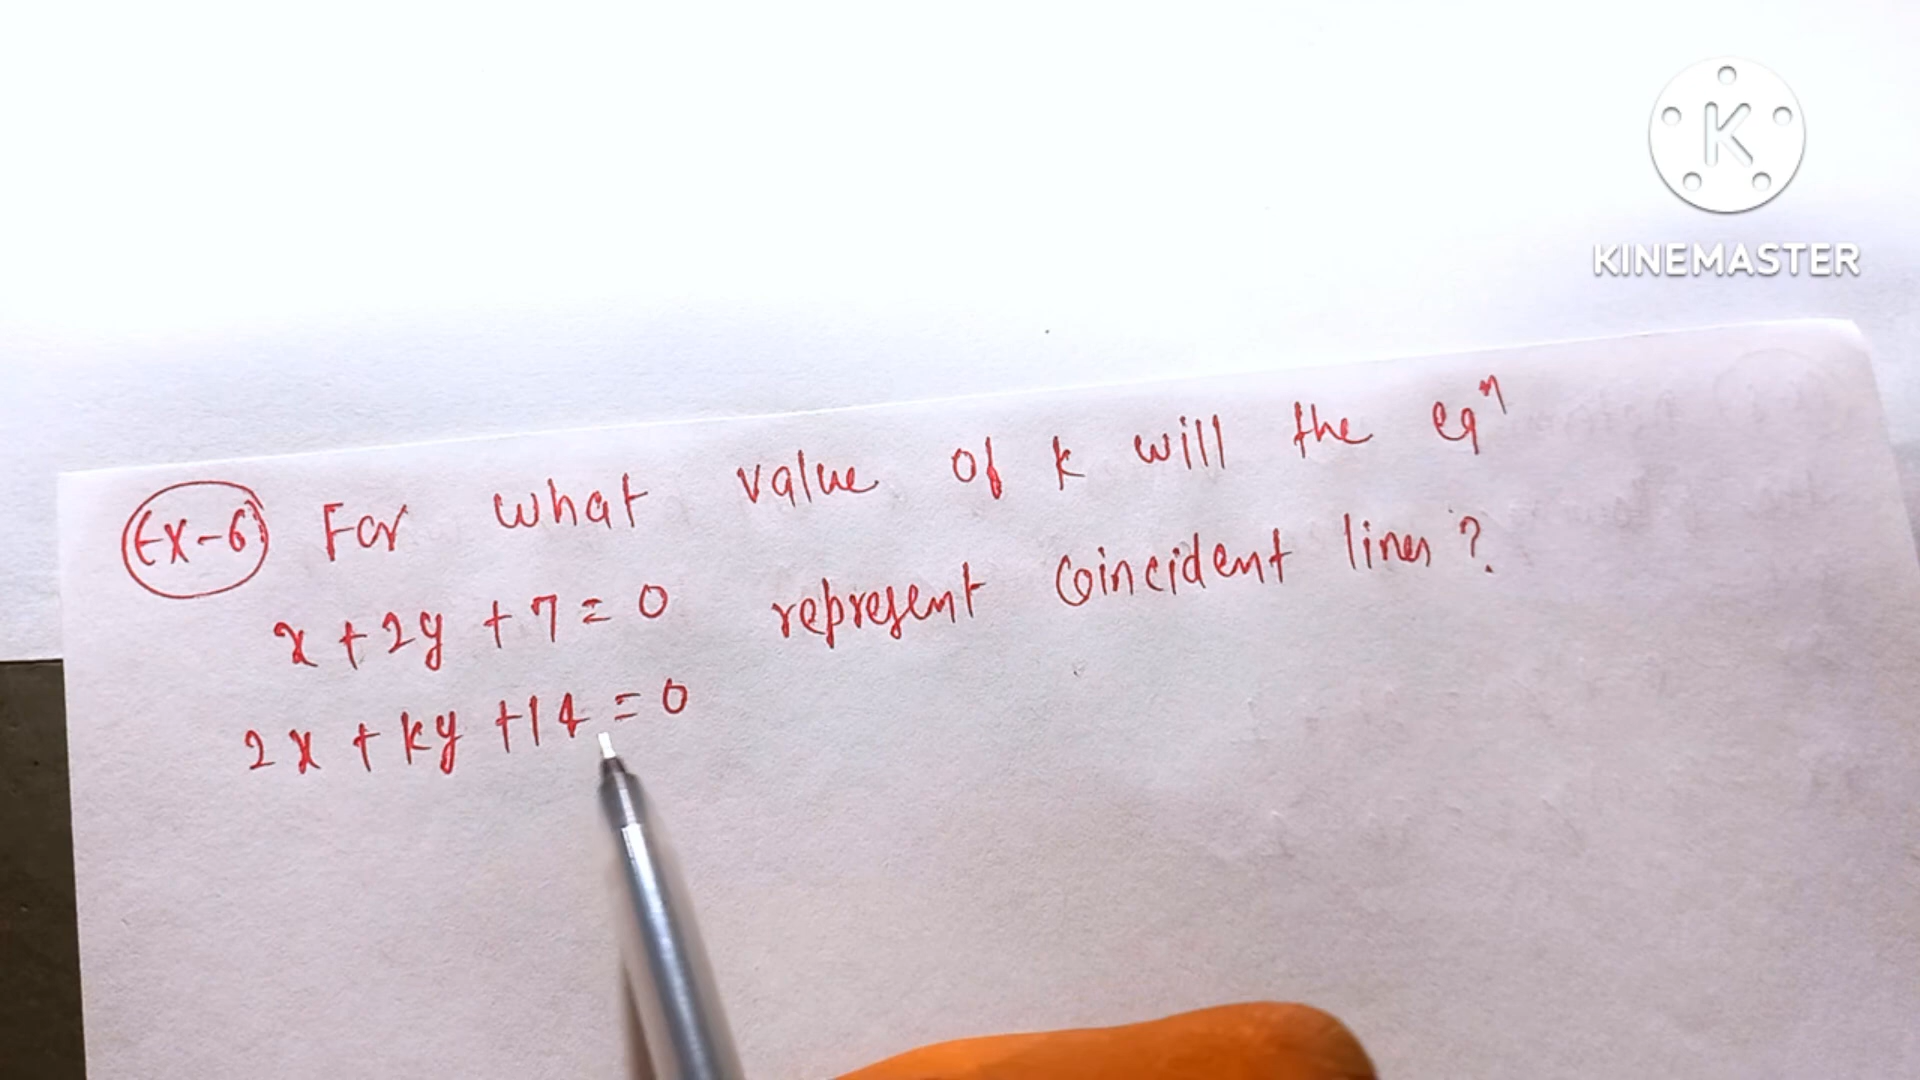 K
KINEMASTER
Ex-6 For what value of k will the eqⁿ
x + 2y + 7 = 0 represent coincident lines?
2x + ky + 14 = 0